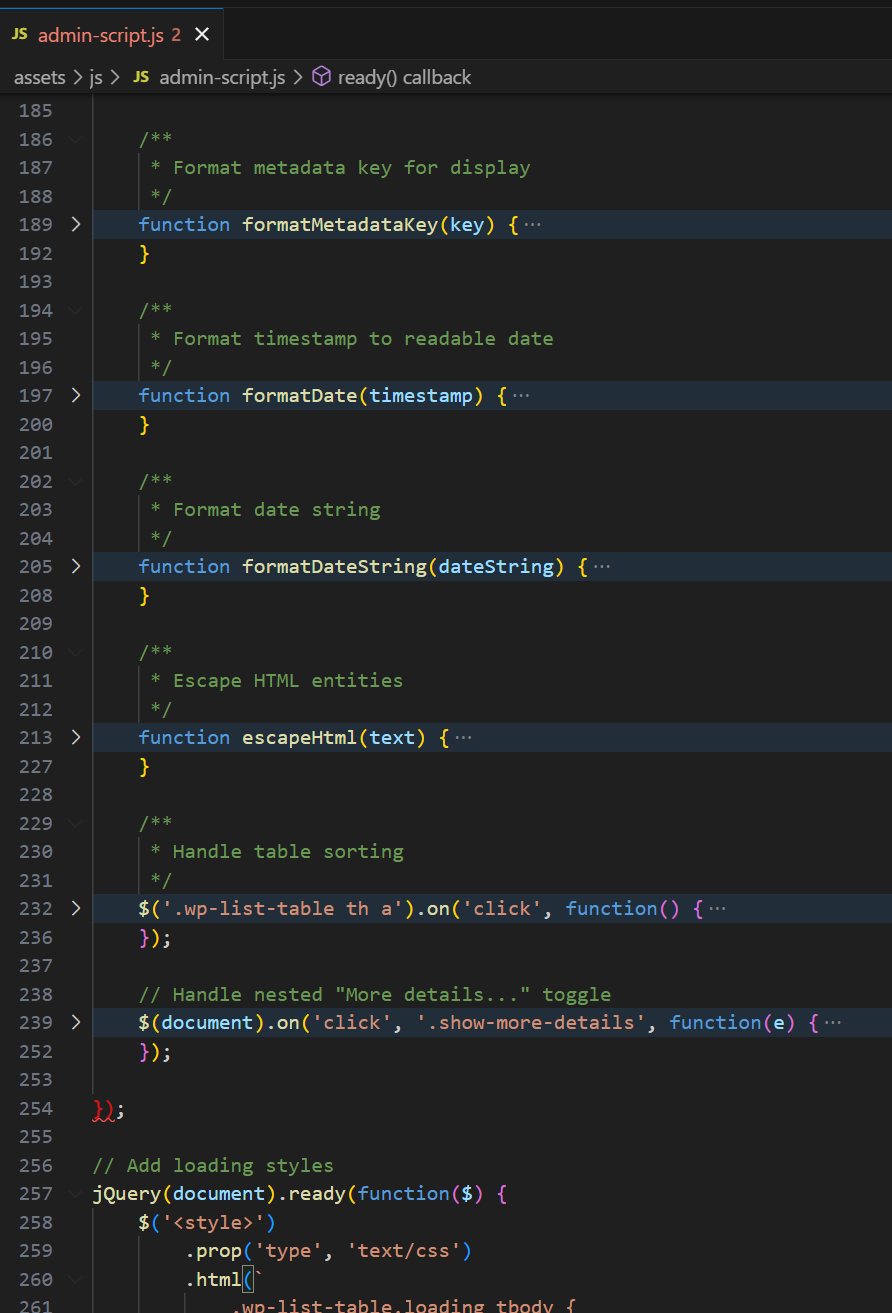 JS admin-script.js 2 ×
assets > js > JS admin-script.js > ready() callback
185
186 /**
187 * Format metadata key for display
188 */
189 > function formatMetadataKey(key) { ···
192 }
193
194 /**
195 * Format timestamp to readable date
196 */
197 > function formatDate(timestamp) { ···
200 }
201
202 /**
203 * Format date string
204 */
205 > function formatDateString(dateString) { ···
208 }
209
210 /**
211 * Escape HTML entities
212 */
213 > function escapeHtml(text) { ···
227 }
228
229 /**
230 * Handle table sorting
231 */
232 > $('.wp-list-table th a').on('click', function() { ···
236 });
237
238 // Handle nested "More details..." toggle
239 > $(document).on('click', '.show-more-details', function(e) { ···
252 });
253
254 });
255
256 // Add loading styles
257 jQuery(document).ready(function($) {
258 $('<style>')
259 .prop('type', 'text/css')
260 .html(`
261 .wp-list-table.loading tbody {